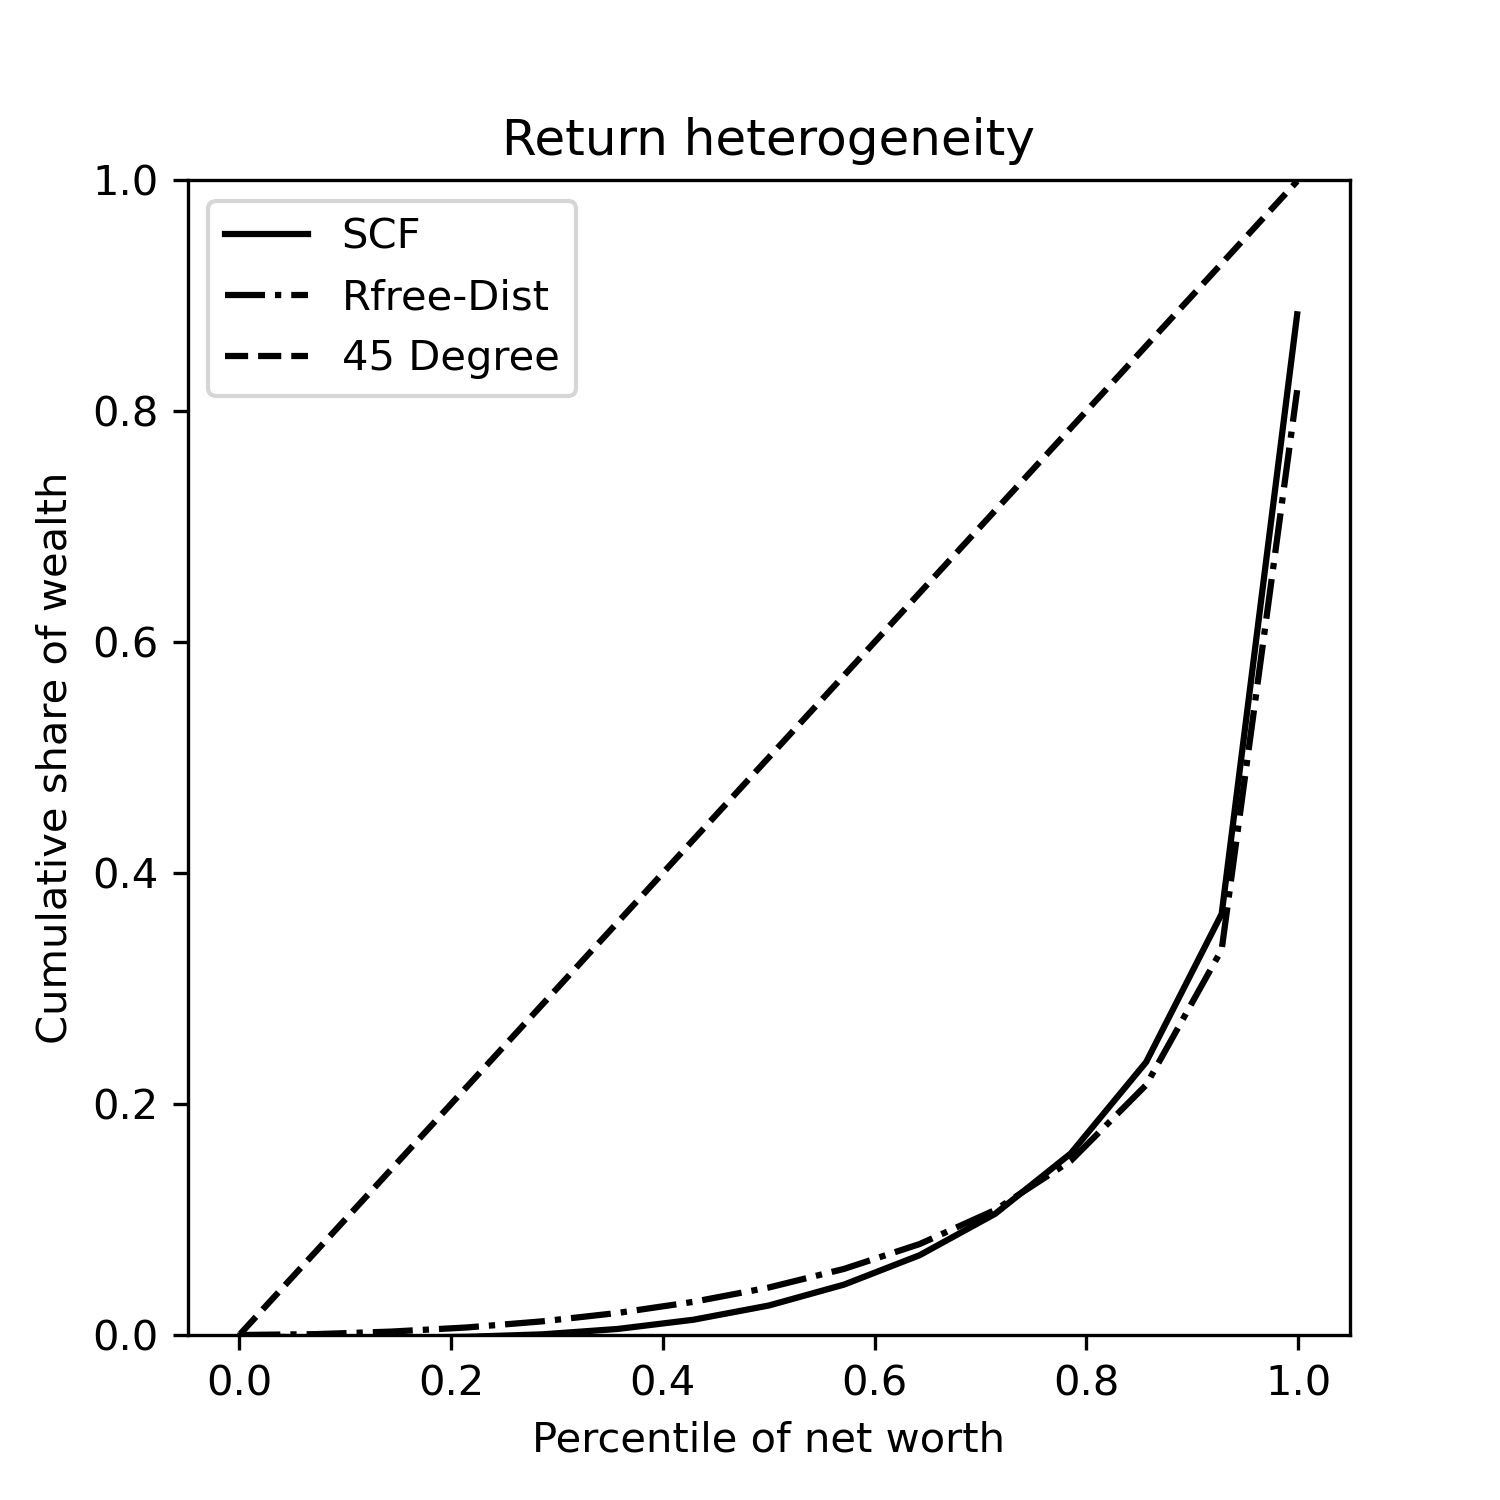 Return heterogeneity
1.0
0.8
0.6
0.4
0.2
0.0
Cumulative share of wealth
SCF
Rfree-Dist
45 Degree
0.0 0.2 0.4 0.6 0.8 1.0
Percentile of net worth